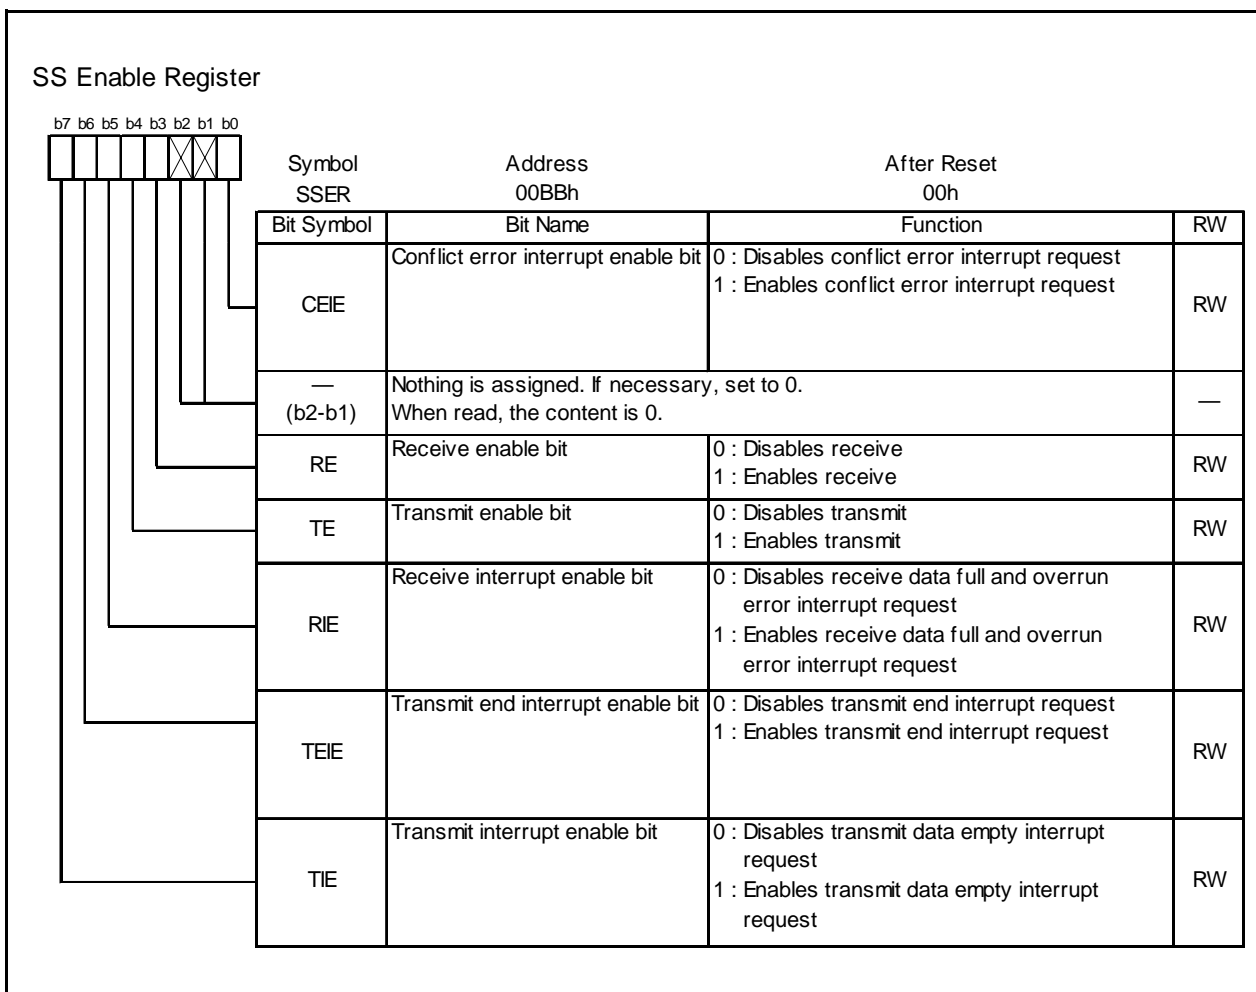 SS Enable Register
b7 b6 b5 b4 b3 b2 b1 b0
Symbol Address After Reset
SSER 00BBh 00h
Bit Symbol Bit Name Function RW
CEIE Conflict error interrupt enable bit 0 : Disables conflict error interrupt request
1 : Enables conflict error interrupt request
RW
— Nothing is assigned. If necessary, set to 0.
(b2-b1) When read, the content is 0. —
RE Receive enable bit 0 : Disables receive
1 : Enables receive
RW
TE Transmit enable bit 0 : Disables transmit
1 : Enables transmit
RW
RIE Receive interrupt enable bit 0 : Disables receive data full and overrun
error interrupt request
1 : Enables receive data full and overrun
error interrupt request
RW
TEIE Transmit end interrupt enable bit 0 : Disables transmit end interrupt request
1 : Enables transmit end interrupt request
RW
TIE Transmit interrupt enable bit 0 : Disables transmit data empty interrupt
request
1 : Enables transmit data empty interrupt
request
RW